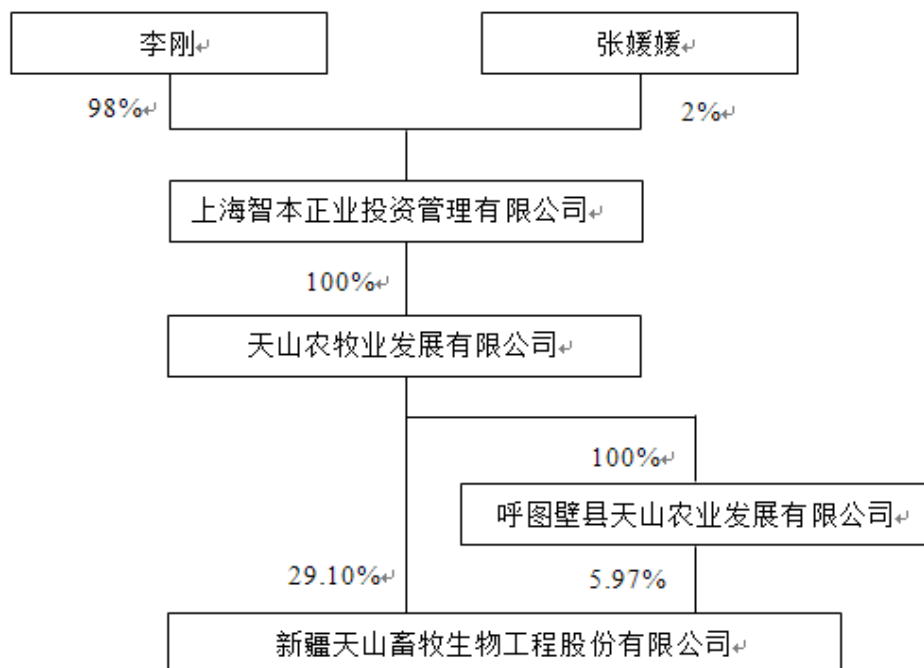 李刚
张媛媛
98%
2%
上海智本正业投资管理有限公司
100%
天山农牧业发展有限公司
100%
呼图壁县天山农业发展有限公司
29.10%
5.97%
新疆天山畜牧生物工程股份有限公司